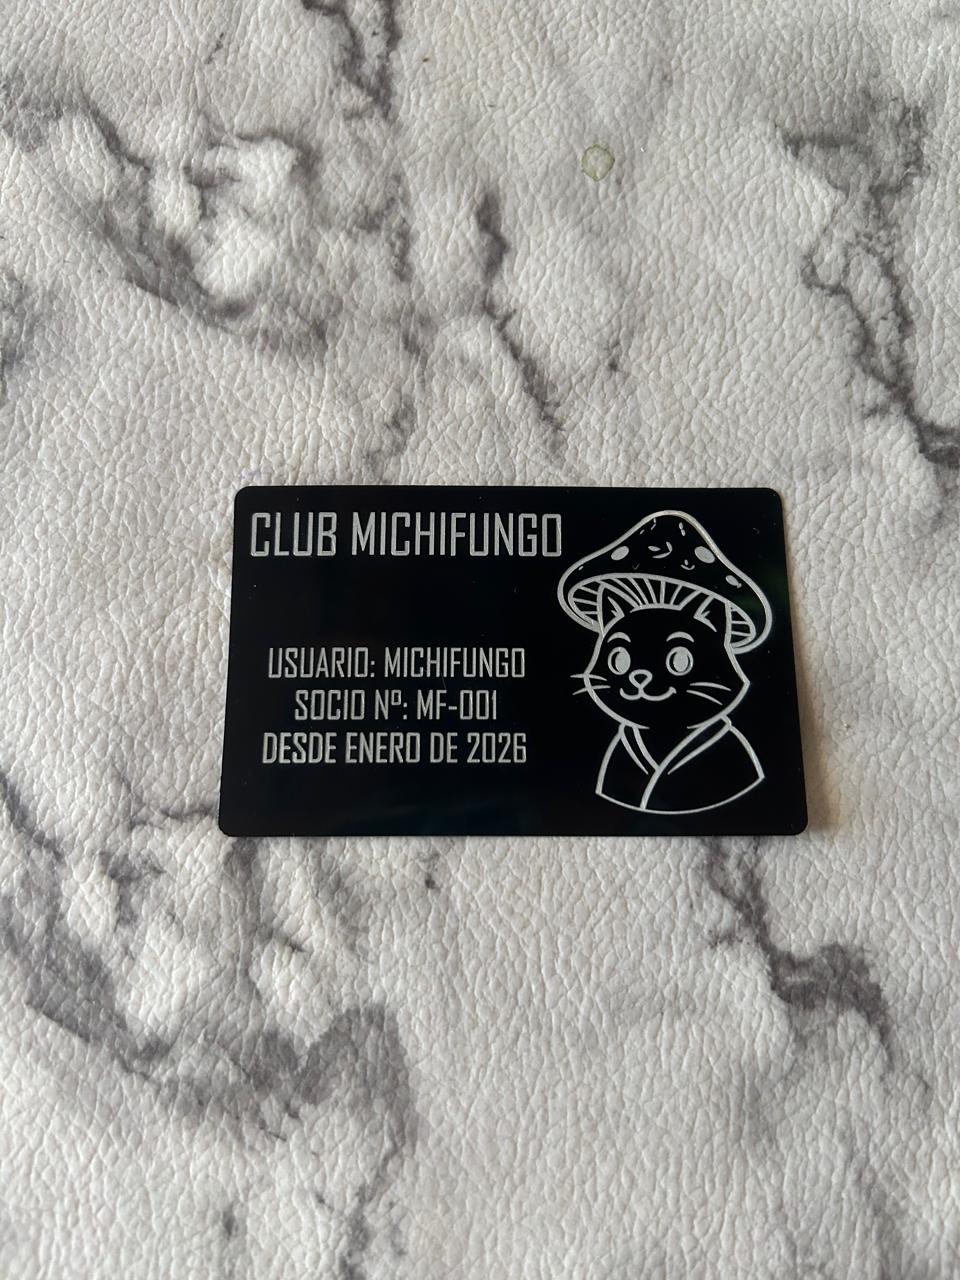 CLUB MICHIFUNGO
USUARIO: MICHIFUNGO
SOCIO Nº: MF-001
DESDE ENERO DE 2026